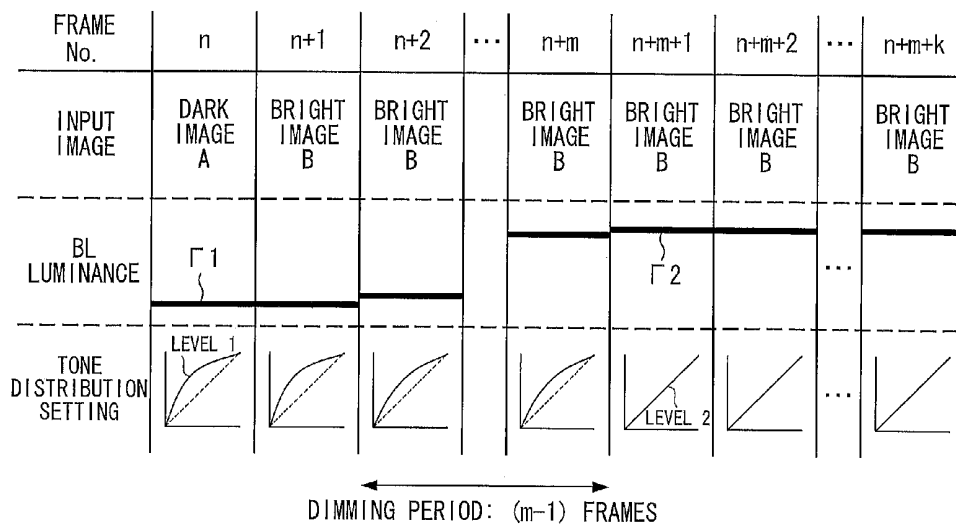 FRAME No. n n+1 n+2 ··· n+m n+m+1 n+m+2 ··· n+m+k
INPUT IMAGE DARK IMAGE A BRIGHT IMAGE B BRIGHT IMAGE B BRIGHT IMAGE B BRIGHT IMAGE B BRIGHT IMAGE B BRIGHT IMAGE B
BL LUMINANCE Γ1 Γ2 ···
TONE DISTRIBUTION SETTING LEVEL 1 LEVEL 2 ···
DIMMING PERIOD: (m-1) FRAMES